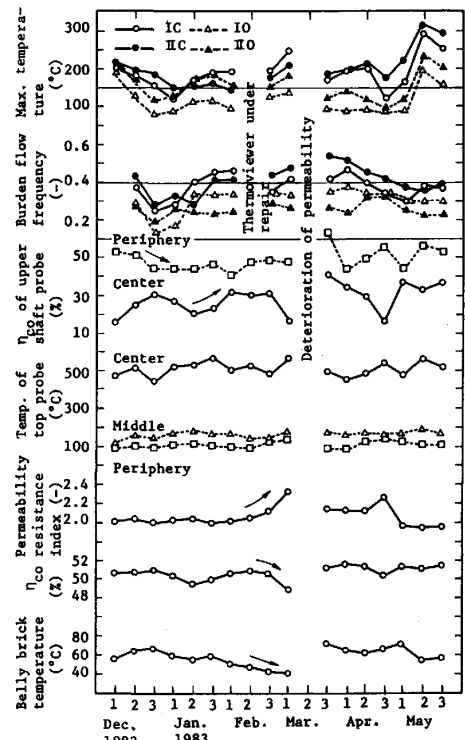 IC IO
IIC IIO
Max. tempera-
ture (°C)
300
200
100
Burden flow
frequency
(-)
0.6
0.4
0.2
Thermoviewer under
repair
Deterioration of permeability
ηco of upper
shaft probe
(%)
Periphery
50
Center
30
10
Temp. of
top probe
(°C)
Center
500
300
Middle
100
Periphery
Permeability
resistance
index (-)
2.4
2.2
2.0
ηco
(%)
52
50
48
Belly brick
temperature
(°C)
80
60
40
1 2 3 1 2 3 1 2 3 1 2 3 1 2 3 1 2 3
Dec. Jan. Feb. Mar. Apr. May
1982 1983